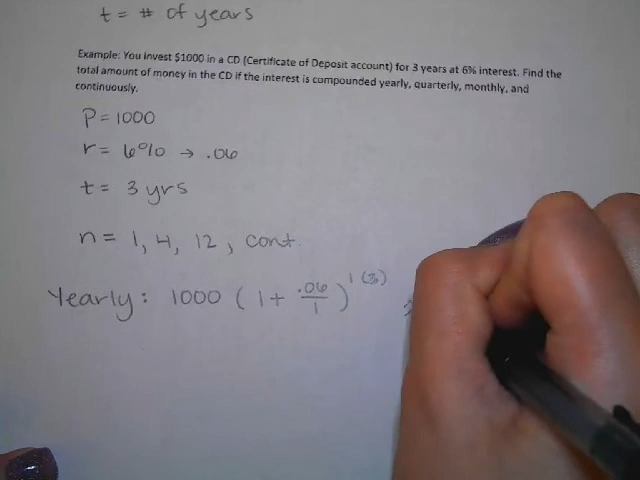 t = # of years
Example: You invest $1000 in a CD (Certificate of Deposit account) for 3 years at 6% interest. Find the
total amount of money in the CD if the interest is compounded yearly, quarterly, monthly, and
continuously.
P = 1000
r = 6% → .06
t = 3 yrs
n = 1, 4, 12, cont.
Yearly: 1000 (1 + .06/1)^1(3)